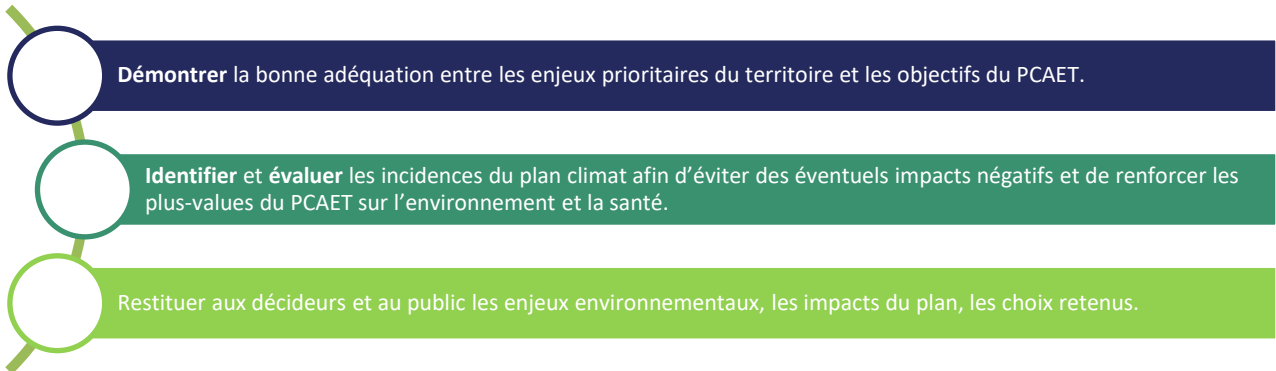 Démontrer la bonne adéquation entre les enjeux prioritaires du territoire et les objectifs du PCAET.
Identifier et évaluer les incidences du plan climat afin d’éviter des éventuels impacts négatifs et de renforcer les
plus-values du PCAET sur l’environnement et la santé.
Restituer aux décideurs et au public les enjeux environnementaux, les impacts du plan, les choix retenus.